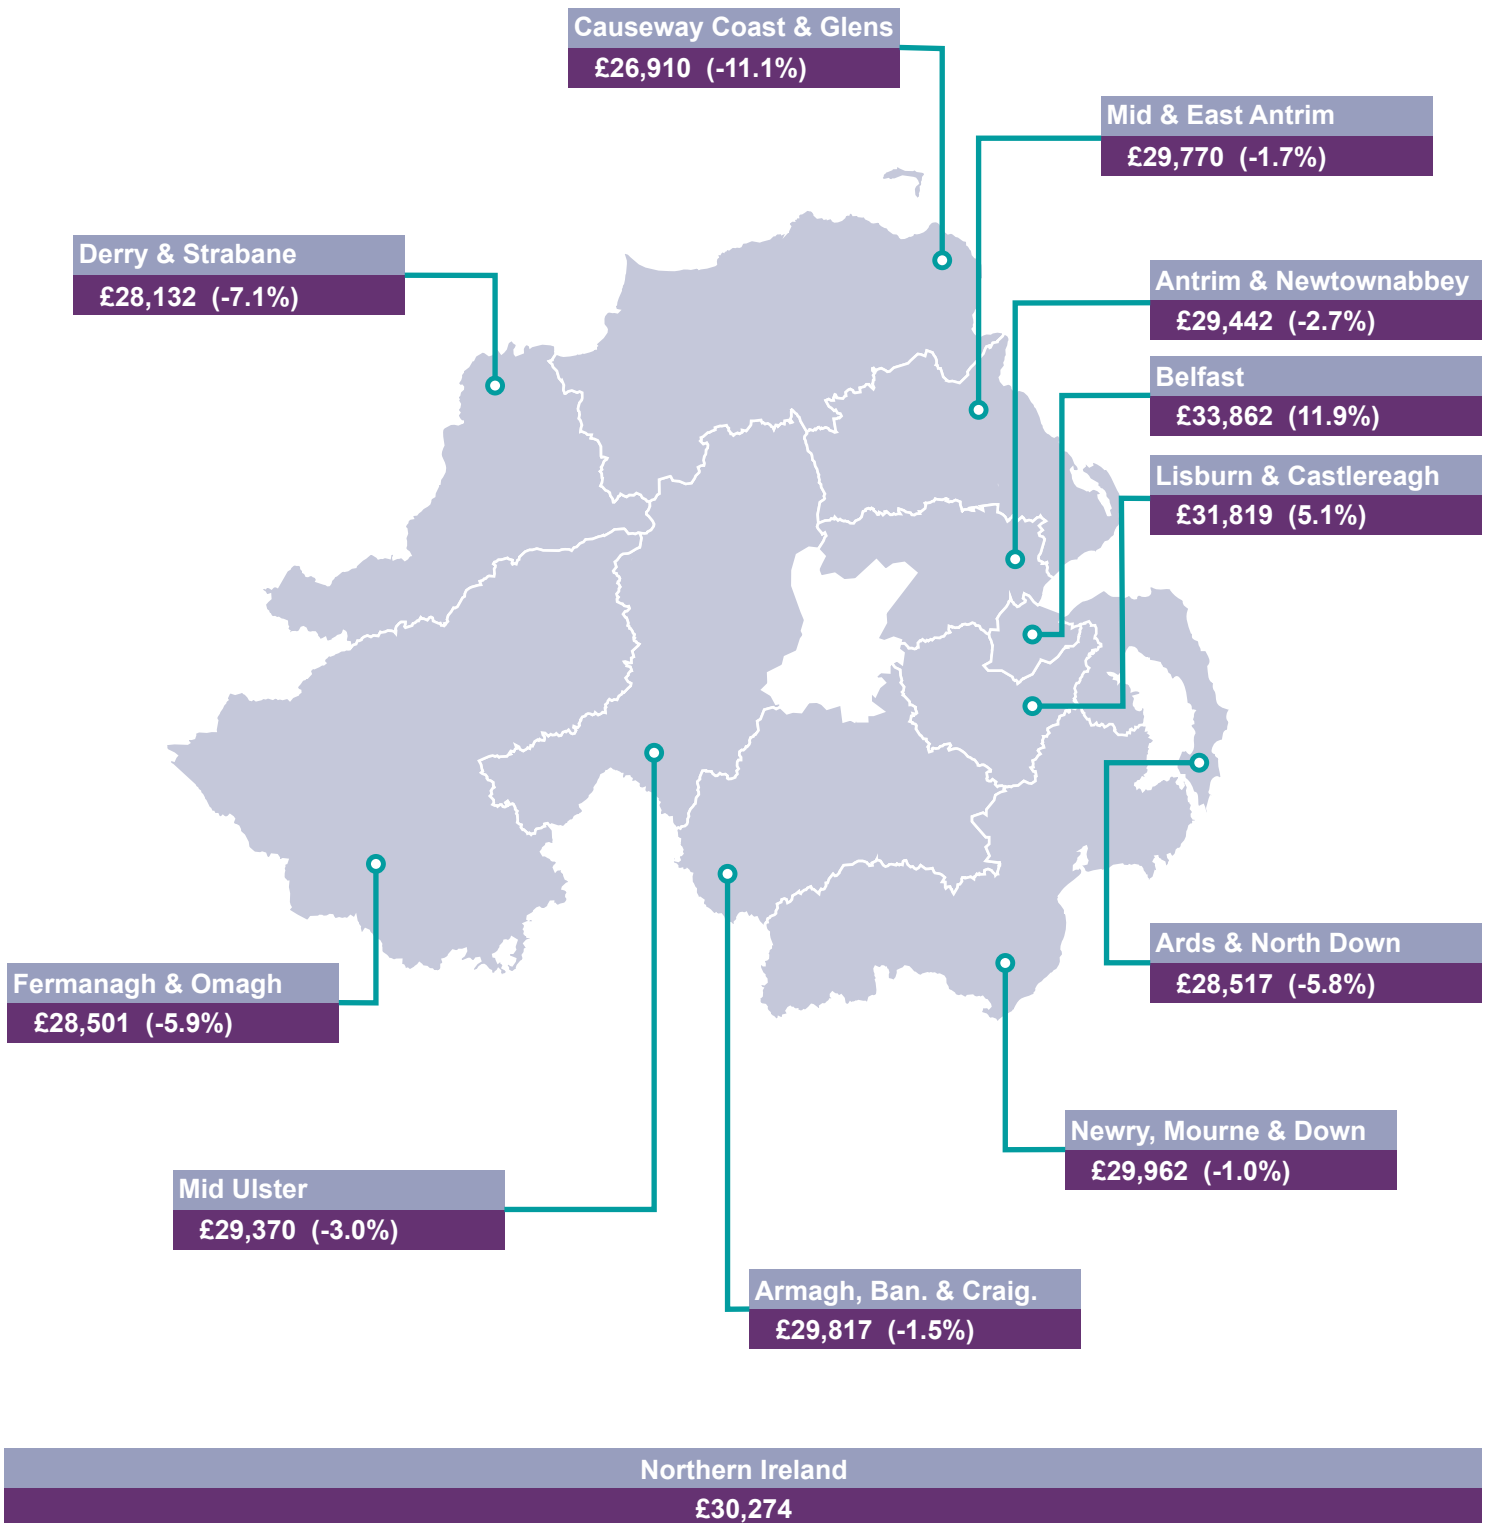 Causeway Coast & Glens
£26,910 (-11.1%)
Mid & East Antrim
£29,770 (-1.7%)
Derry & Strabane
£28,132 (-7.1%)
Antrim & Newtownabbey
£29,442 (-2.7%)
Belfast
£33,862 (11.9%)
Lisburn & Castlereagh
£31,819 (5.1%)
Ards & North Down
£28,517 (-5.8%)
Fermanagh & Omagh
£28,501 (-5.9%)
Newry, Mourne & Down
£29,962 (-1.0%)
Mid Ulster
£29,370 (-3.0%)
Armagh, Ban. & Craig.
£29,817 (-1.5%)
Northern Ireland
£30,274